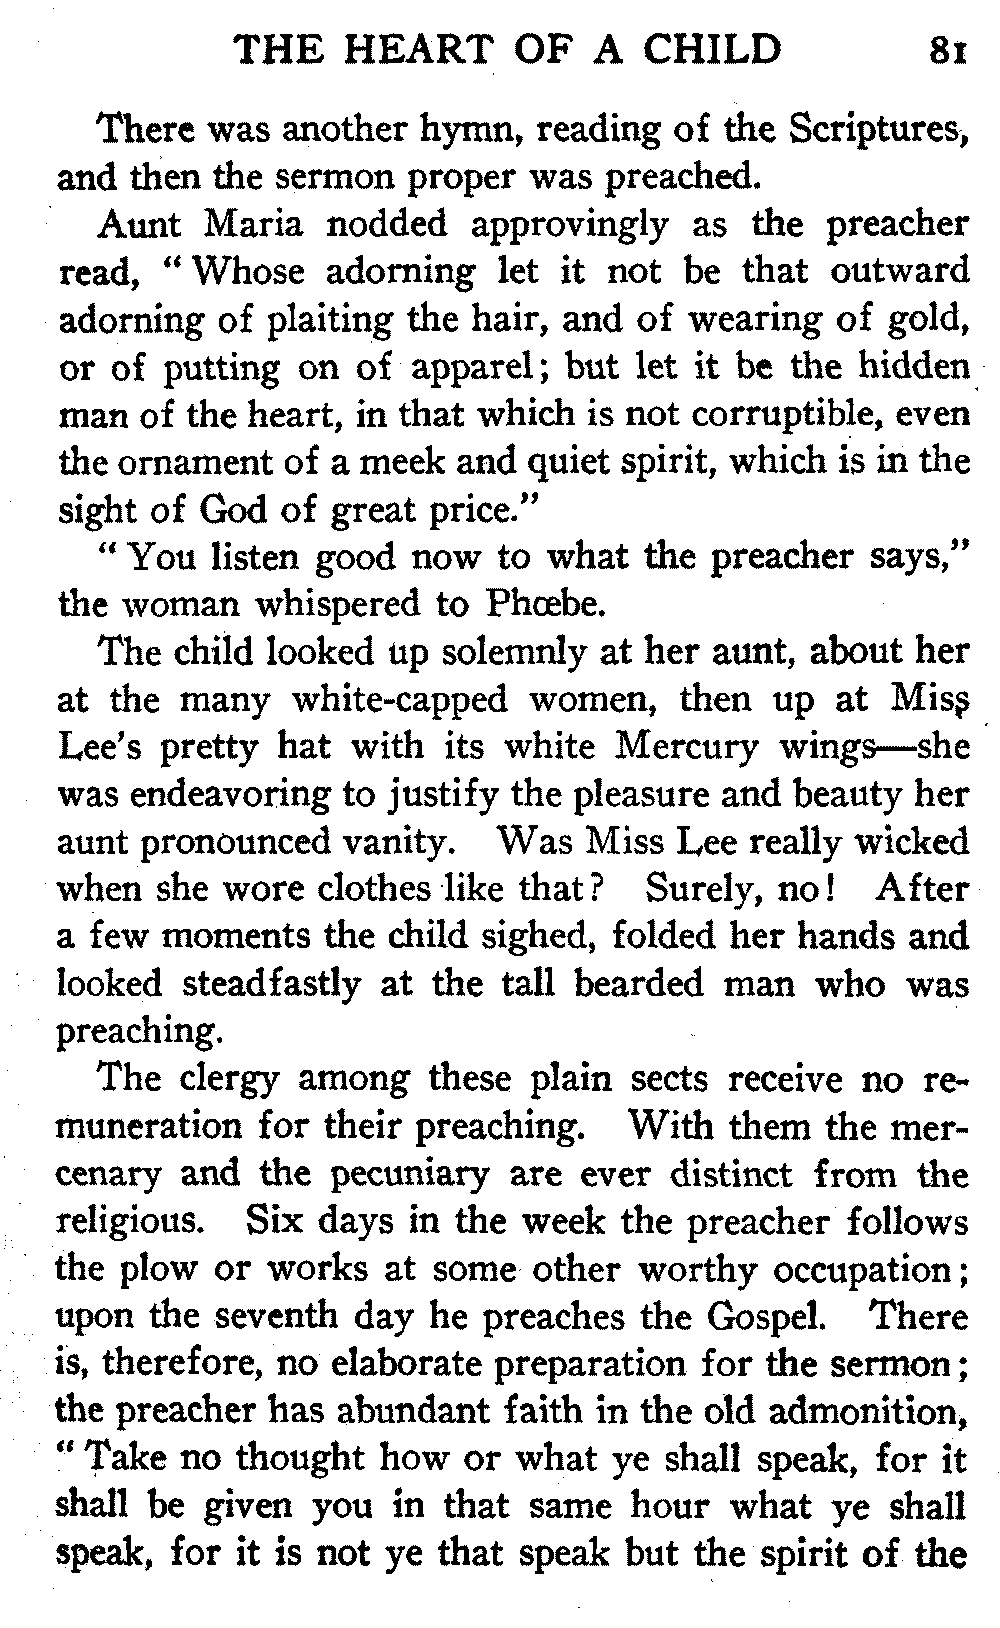 THE HEART OF A CHILD 81
There was another hymn, reading of the Scriptures,
and then the sermon proper was preached.
Aunt Maria nodded approvingly as the preacher
read, " Whose adorning let it not be that outward
adorning of plaiting the hair, and of wearing of gold,
or of putting on of apparel; but let it be the hidden
man of the heart, in that which is not corruptible, even
the ornament of a meek and quiet spirit, which is in the
sight of God of great price."
" You listen good now to what the preacher says,"
the woman whispered to Phœbe.
The child looked up solemnly at her aunt, about her
at the many white-capped women, then up at Miss
Lee's pretty hat with its white Mercury wings—she
was endeavoring to justify the pleasure and beauty her
aunt pronounced vanity. Was Miss Lee really wicked
when she wore clothes like that? Surely, no! After
a few moments the child sighed, folded her hands and
looked steadfastly at the tall bearded man who was
preaching.
The clergy among these plain sects receive no re-
muneration for their preaching. With them the mer-
cenary and the pecuniary are ever distinct from the
religious. Six days in the week the preacher follows
the plow or works at some other worthy occupation;
upon the seventh day he preaches the Gospel. There
is, therefore, no elaborate preparation for the sermon;
the preacher has abundant faith in the old admonition,
" Take no thought how or what ye shall speak, for it
shall be given you in that same hour what ye shall
speak, for it is not ye that speak but the spirit of the